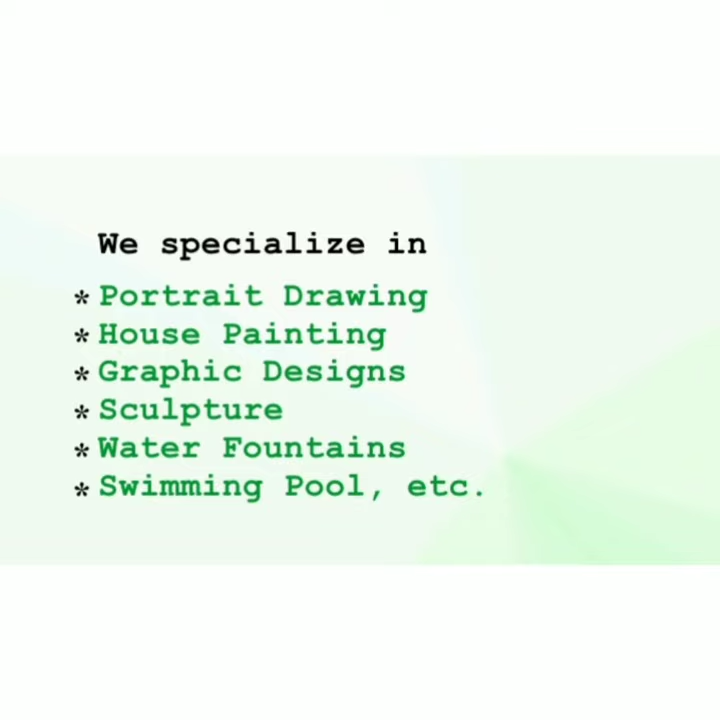 We specialize in
* Portrait Drawing
* House Painting
* Graphic Designs
* Sculpture
* Water Fountains
* Swimming Pool, etc.